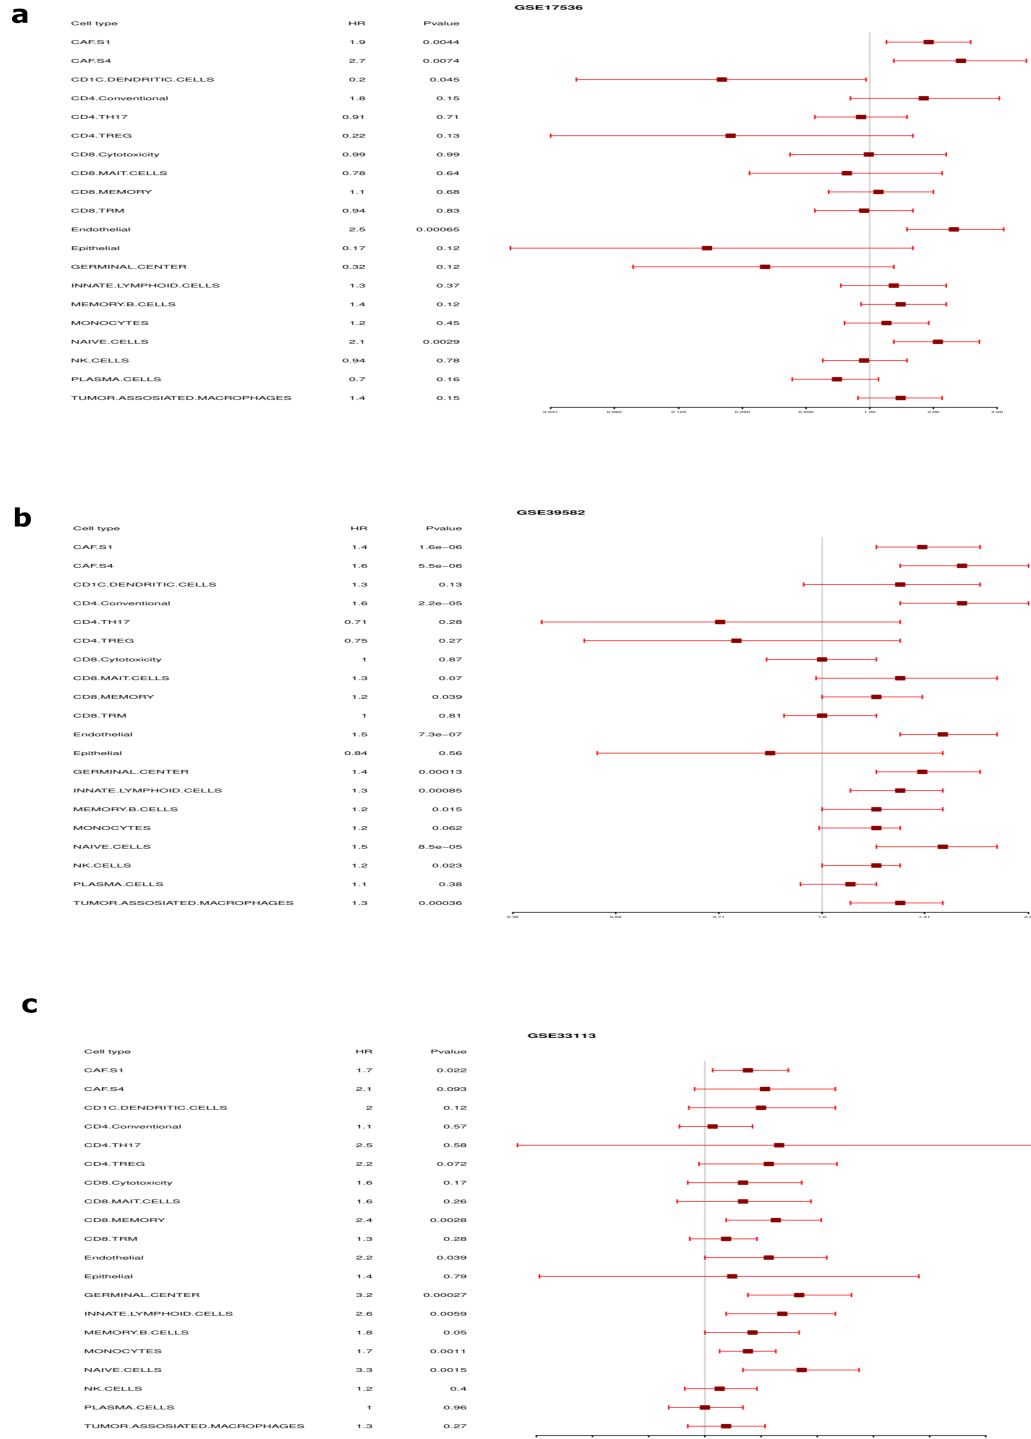 a
GSE17536
Cell type HR Pvalue
CAF.S1 1.9 0.0044
CAF.S4 2.7 0.0074
CD1C.DENDRITIC.CELLS 0.2 0.045
CD4.Conventional 1.8 0.15
CD4.TH17 0.91 0.71
CD4.TREG 0.22 0.13
CD8.Cytotoxicity 0.99 0.99
CD8.MAIT.CELLS 0.78 0.64
CD8.MEMORY 1.1 0.68
CD8.TRM 0.94 0.83
Endothelial 2.5 0.00065
Epithelial 0.17 0.12
GERMINAL.CENTER 0.32 0.12
INNATE.LYMPHOID.CELLS 1.3 0.37
MEMORY.B.CELLS 1.4 0.12
MONOCYTES 1.2 0.45
NAIVE.CELLS 2.1 0.0029
NK.CELLS 0.94 0.78
PLASMA.CELLS 0.7 0.16
TUMOR.ASSOSIATED.MACROPHAGES 1.4 0.15
b
GSE39582
Cell type HR Pvalue
CAF.S1 1.4 1.6e−06
CAF.S4 1.6 5.5e−06
CD1C.DENDRITIC.CELLS 1.3 0.13
CD4.Conventional 1.6 2.2e−05
CD4.TH17 0.71 0.28
CD4.TREG 0.75 0.27
CD8.Cytotoxicity 1 0.87
CD8.MAIT.CELLS 1.3 0.07
CD8.MEMORY 1.2 0.039
CD8.TRM 1 0.81
Endothelial 1.5 7.3e−07
Epithelial 0.84 0.56
GERMINAL.CENTER 1.4 0.00013
INNATE.LYMPHOID.CELLS 1.3 0.00085
MEMORY.B.CELLS 1.2 0.015
MONOCYTES 1.2 0.062
NAIVE.CELLS 1.5 8.5e−05
NK.CELLS 1.2 0.023
PLASMA.CELLS 1.1 0.38
TUMOR.ASSOSIATED.MACROPHAGES 1.3 0.00036
c
GSE33113
Cell type HR Pvalue
CAF.S1 1.7 0.022
CAF.S4 2.1 0.093
CD1C.DENDRITIC.CELLS 2 0.12
CD4.Conventional 1.1 0.57
CD4.TH17 2.5 0.58
CD4.TREG 2.2 0.072
CD8.Cytotoxicity 1.6 0.17
CD8.MAIT.CELLS 1.6 0.26
CD8.MEMORY 2.4 0.0028
CD8.TRM 1.3 0.28
Endothelial 2.2 0.039
Epithelial 1.4 0.79
GERMINAL.CENTER 3.2 0.00027
INNATE.LYMPHOID.CELLS 2.6 0.0059
MEMORY.B.CELLS 1.8 0.05
MONOCYTES 1.7 0.0011
NAIVE.CELLS 3.3 0.0015
NK.CELLS 1.2 0.4
PLASMA.CELLS 1 0.96
TUMOR.ASSOSIATED.MACROPHAGES 1.3 0.27